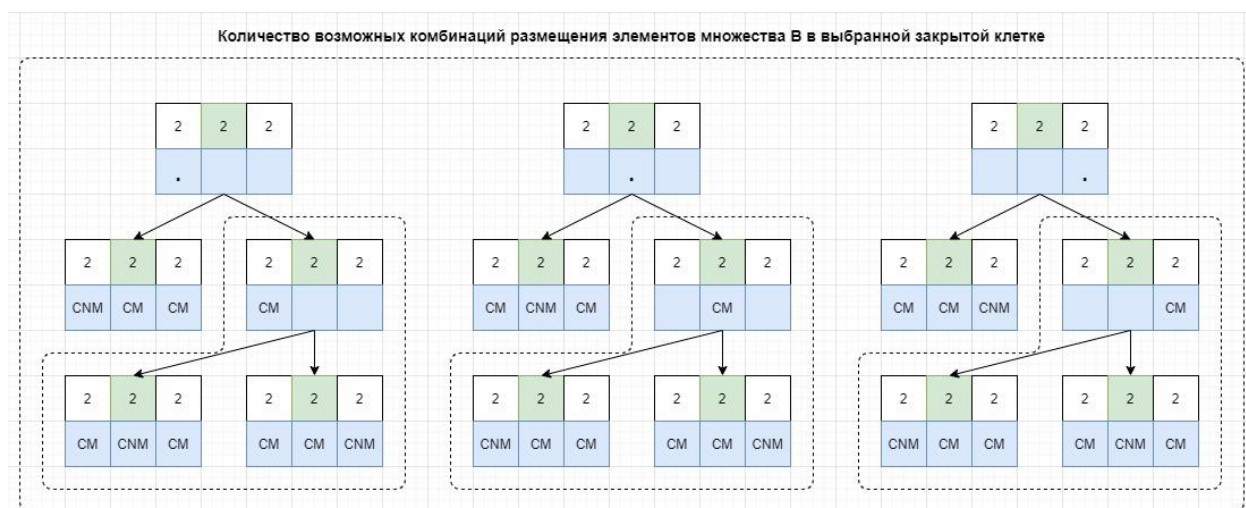 Количество возможных комбинаций размещения элементов множества B в выбранной закрытой клетке
2 2 2 2 2 2 2 2 2
. . .
2 2 2 2 2 2 2 2 2 2 2 2 2 2 2 2 2 2
CNM CM CM CM CM CNM CM CM CM CM CNM CM
2 2 2 2 2 2 2 2 2 2 2 2 2 2 2 2 2 2
CM CNM CM CM CM CNM CNM CM CM CM CM CNM CNM CM CM CM CNM CM